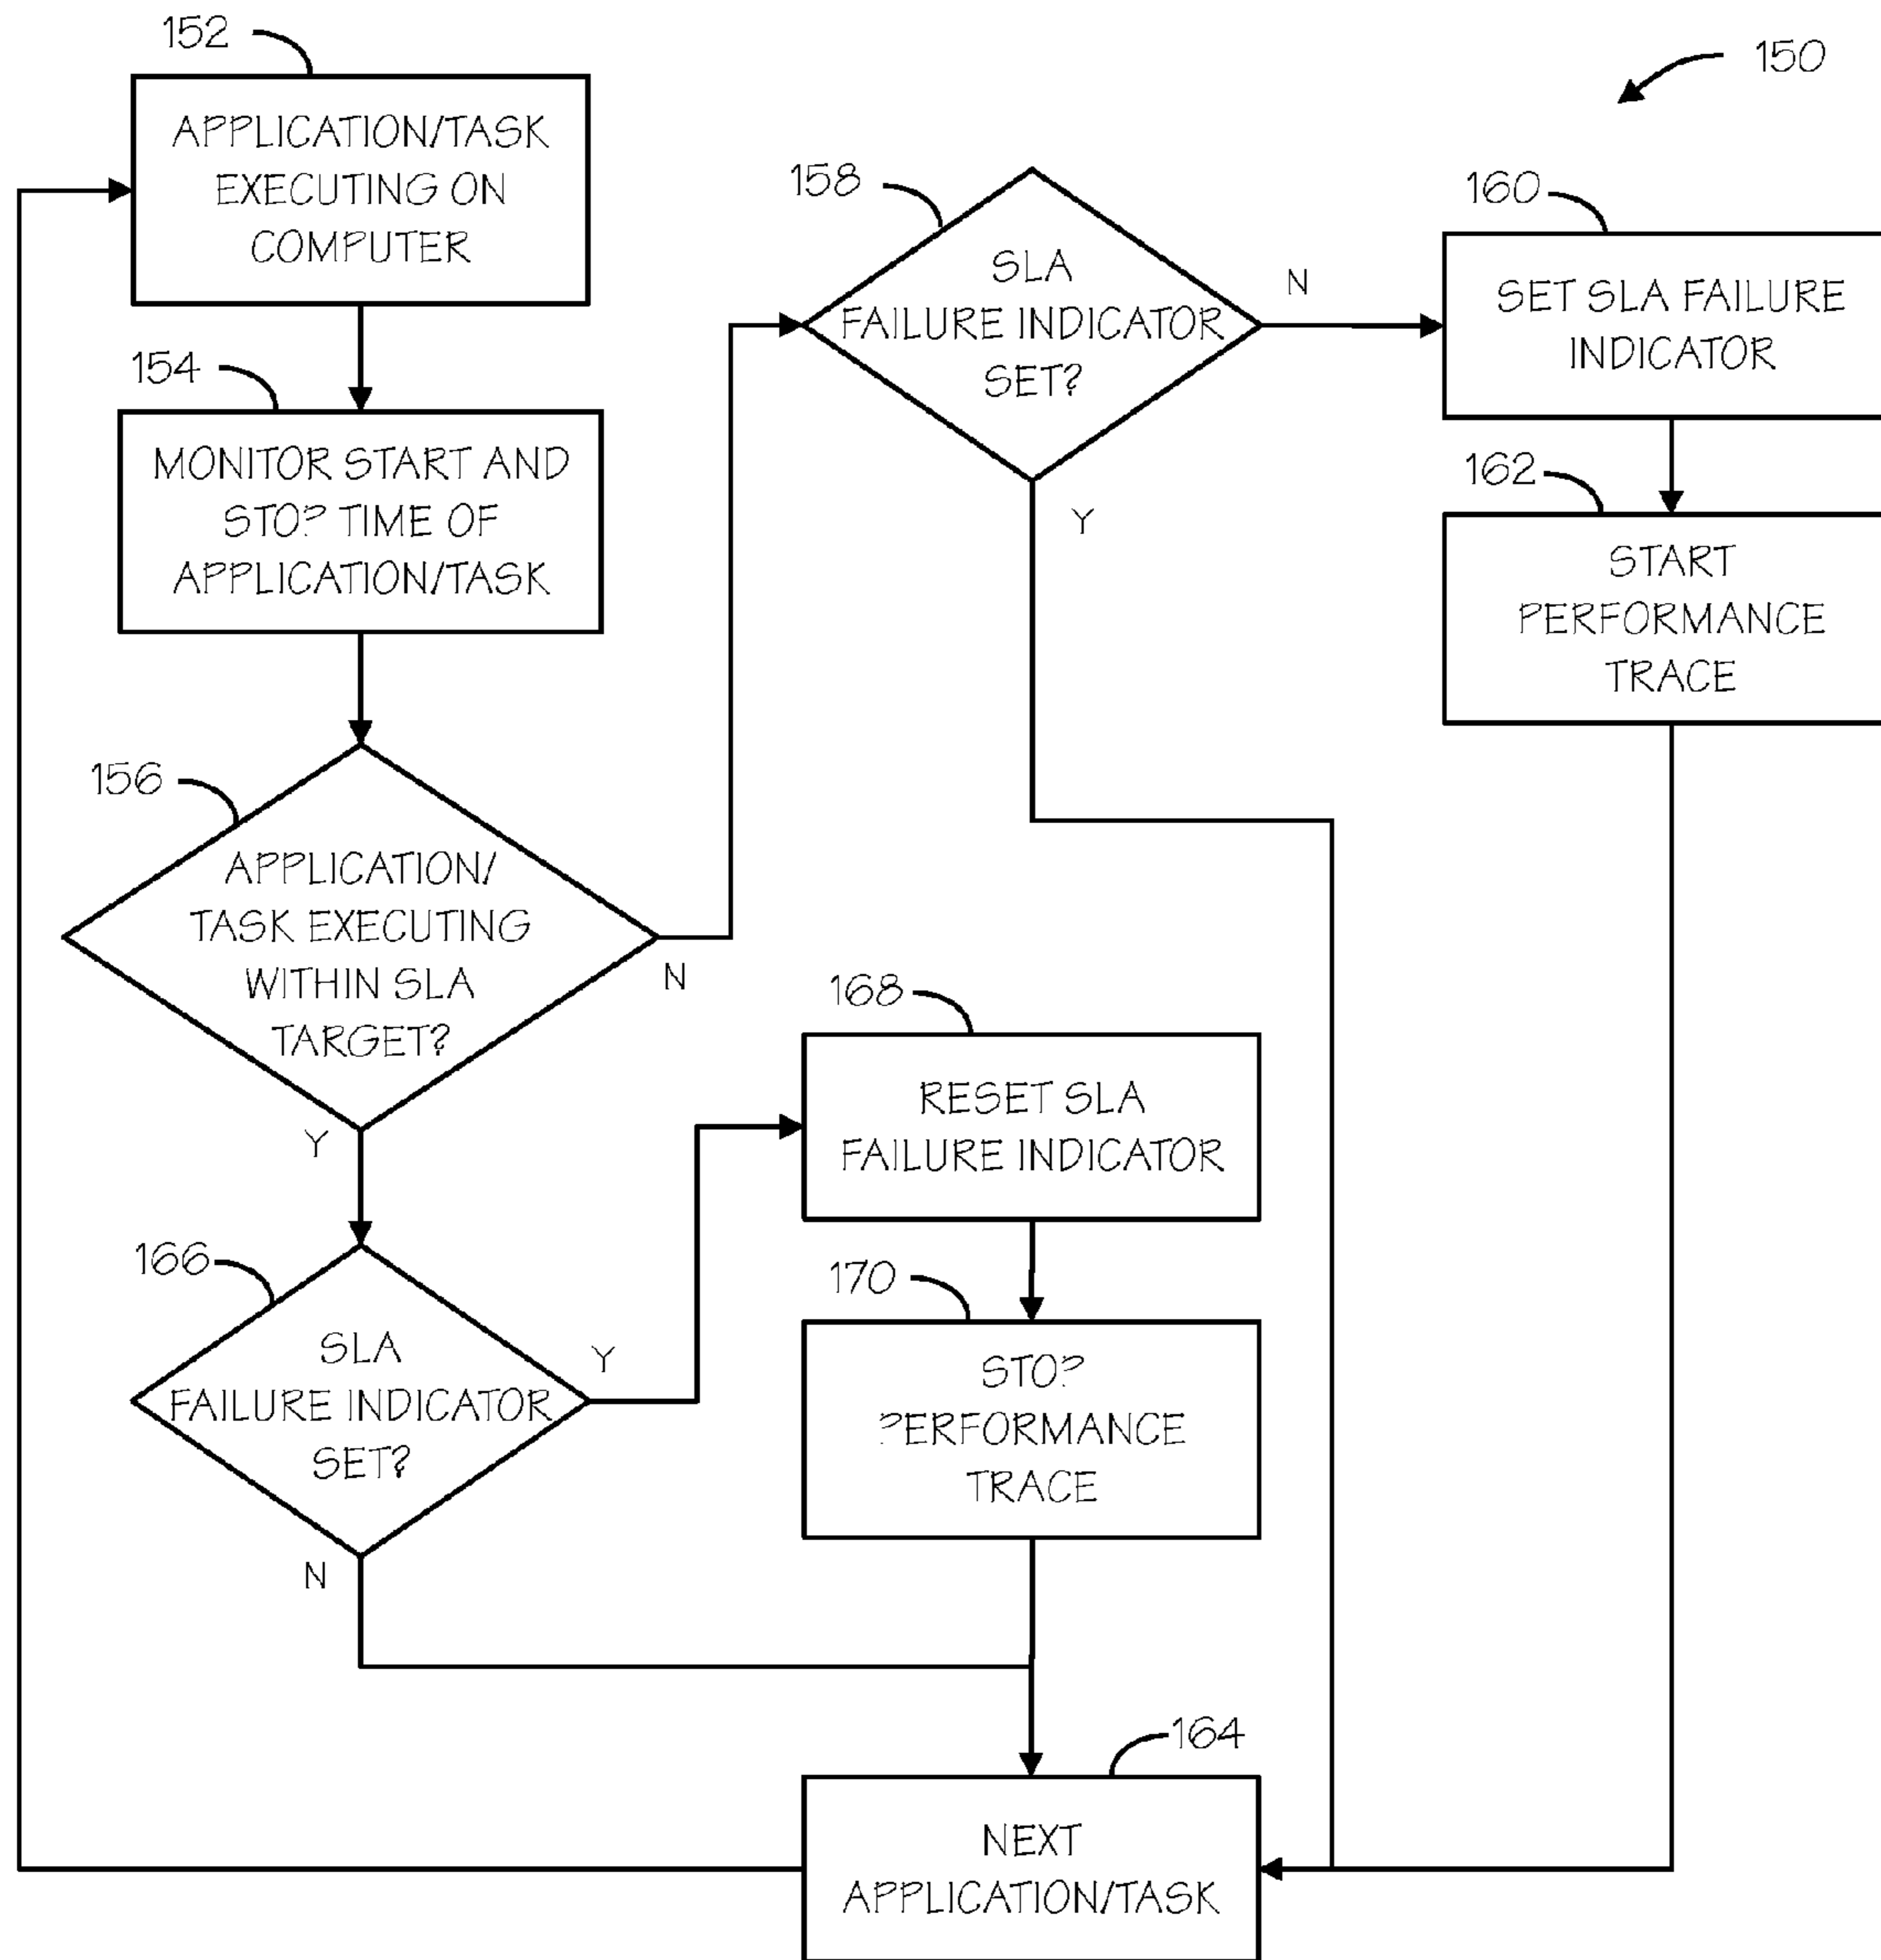 152
APPLICATION/TASK
EXECUTING ON
COMPUTER
150
154
MONITOR START AND
STOP TIME OF
APPLICATION/TASK
156
APPLICATION/
TASK EXECUTING
WITHIN SLA
TARGET?
N
Y
158
SLA
FAILURE INDICATOR
SET?
N
Y
160
SET SLA FAILURE
INDICATOR
162
START
PERFORMANCE
TRACE
166
SLA
FAILURE INDICATOR
SET?
Y
N
168
RESET SLA
FAILURE INDICATOR
170
STOP
PERFORMANCE
TRACE
164
NEXT
APPLICATION/TASK